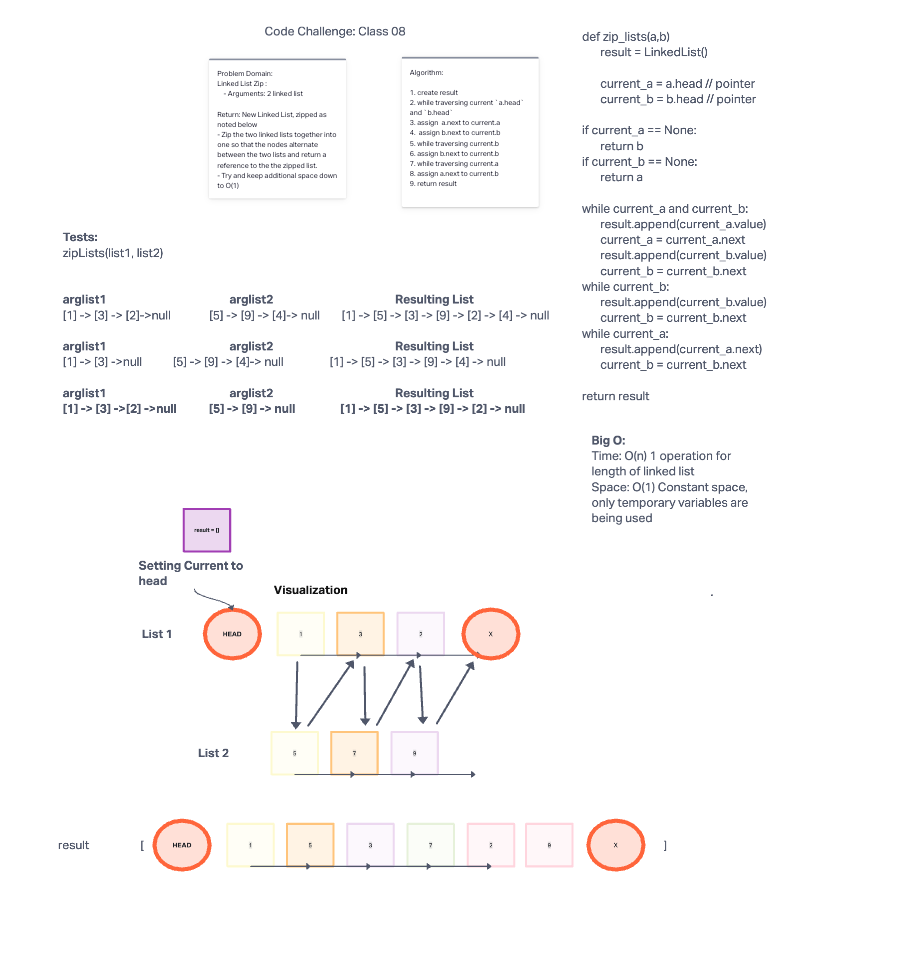 Code Challenge: Class 08
Problem Domain:
Linked List Zip :
- Arguments: 2 linked list
Return: New Linked List, zipped as
noted below
- Zip the two linked lists together into
one so that the nodes alternate
between the two lists and return a
reference to the the zipped list.
- Try and keep additional space down
to O(1)
Algorithm:
1. create result
2. while traversing current `a.head`
and `b.head`
3. assign a.next to current.a
4. assign b.next to current.b
5. while traversing current.b
6. assign b.next to current.b
7. while traversing current.a
8. assign a.next to current.b
9. return result
def zip_lists(a,b)
result = LinkedList()
current_a = a.head // pointer
current_b = b.head // pointer
if current_a == None:
return b
if current_b == None:
return a
while current_a and current_b:
result.append(current_a.value)
current_a = current_a.next
result.append(current_b.value)
current_b = current_b.next
while current_b:
result.append(current_b.value)
current_b = current_b.next
while current_a:
result.append(current_a.next)
current_b = current_b.next
return result
Big O:
Time: O(n) 1 operation for
length of linked list
Space: O(1) Constant space,
only temporary variables are
being used
Tests:
zipLists(list1, list2)
arglist1 arglist2 Resulting List
[1] -> [3] -> [2]->null [5] -> [9] -> [4]-> null [1] -> [5] -> [3] -> [9] -> [2] -> [4] -> null
arglist1 arglist2 Resulting List
[1] -> [3] ->null [5] -> [9] -> [4]-> null [1] -> [5] -> [3] -> [9] -> [4] -> null
arglist1 arglist2 Resulting List
[1] -> [3] ->[2] ->null [5] -> [9] -> null [1] -> [5] -> [3] -> [9] -> [2] -> null
result = []
Setting Current to
head
Visualization
List 1 HEAD 1 3 2 X
List 2 5 7 9
result [ HEAD 1 5 3 7 2 9 X ]